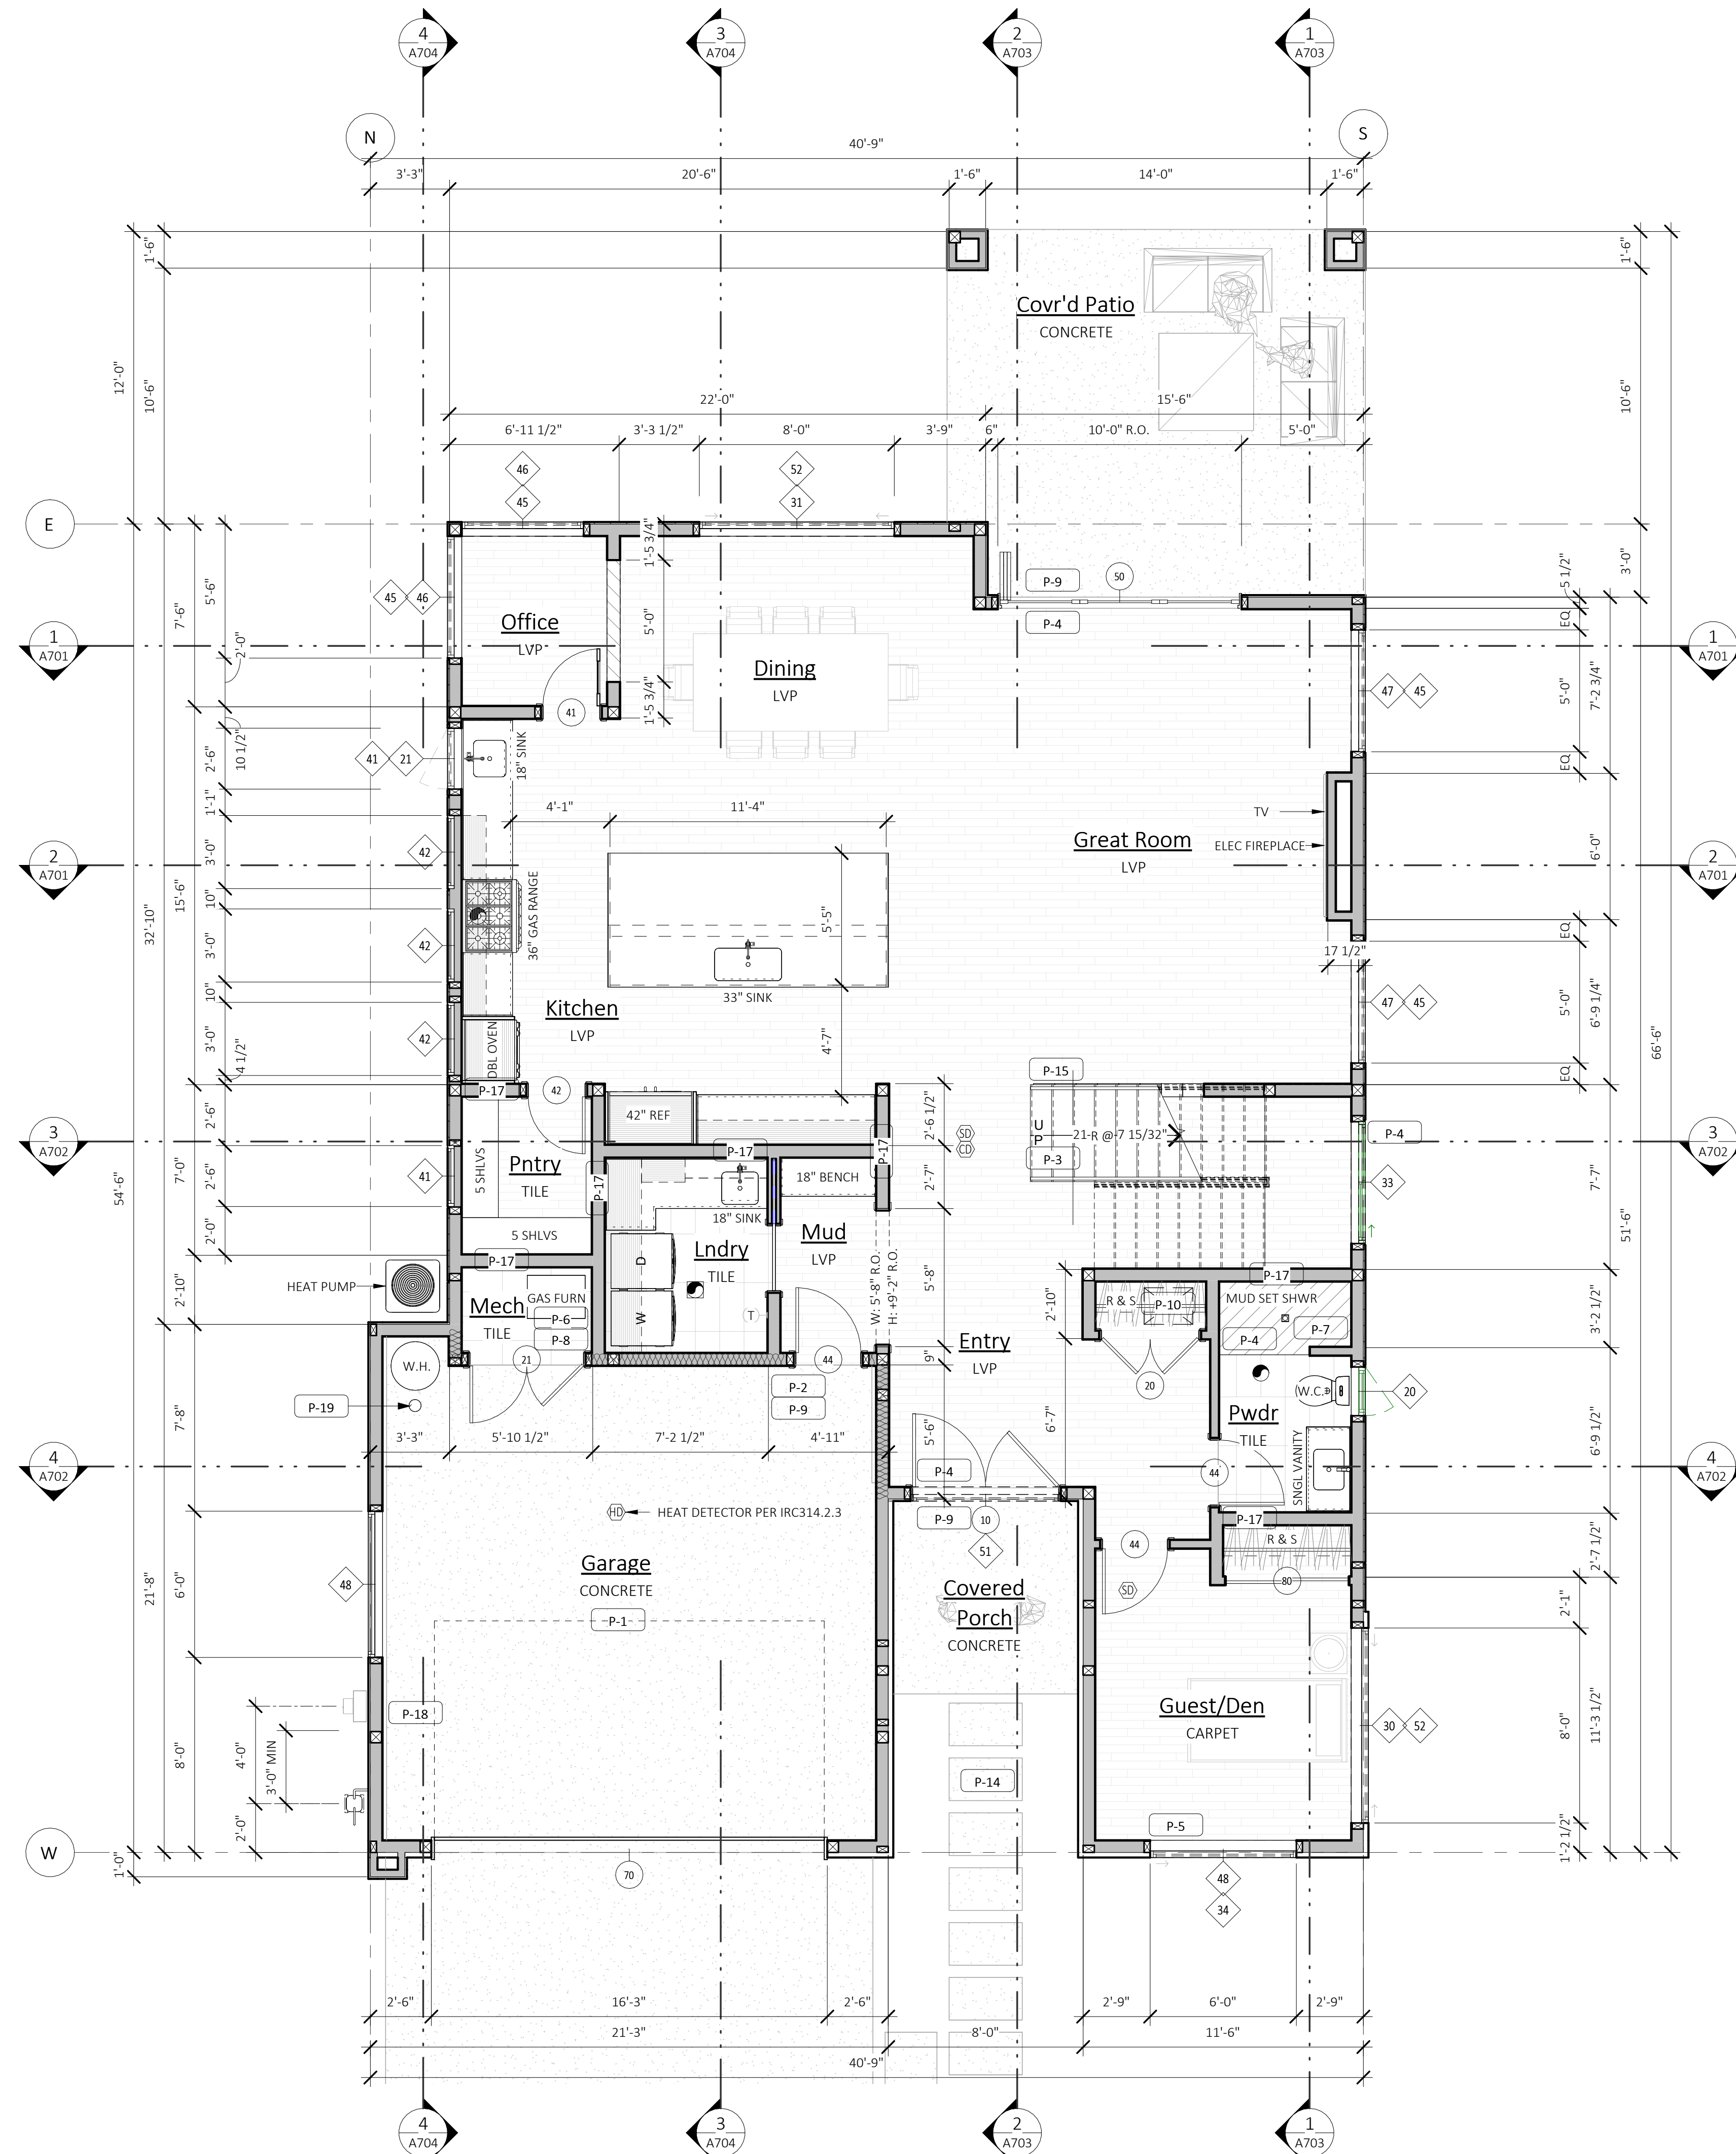 4
A704
3
A704
2
A703
1
A703
N
S
40'-9"
3'-3"
20'-6"
1'-6"
14'-0"
1'-6"
1'-6"
12'-0"
10'-6"
1'-6"
10'-6"
Covr'd Patio
CONCRETE
22'-0"
15'-6"
6'-11 1/2"
3'-3 1/2"
8'-0"
3'-9"
6"
10'-0" R.O.
5'-0"
46
45
52
31
E
1'-5 3/4"
5'-0"
1'-5 3/4"
P-9
50
P-4
5 1/2"
3'-0"
EQ
7'-6"
5'-6"
2'-0"
45
46
Office
LVP
Dining
LVP
1
A701
1
A701
47
45
5'-0"
7'-2 3/4"
EQ
41
41
21
18" SINK
10 1/2"
2'-6"
1'-1"
3'-0"
10"
3'-0"
10"
3'-0"
4 1/2"
15'-6"
32'-10"
54'-6"
4'-1"
11'-4"
TV
ELEC FIREPLACE
Great Room
LVP
6'-0"
2
A701
2
A701
42
42
42
36" GAS RANGE
5'-5"
33" SINK
4'-7"
17 1/2"
EQ
47
45
5'-0"
6'-9 1/4"
EQ
66'-6"
51'-6"
Kitchen
LVP
DBL OVEN
P-17
42
42" REF
P-15
U
P
21-R @ 7 15/32"
P-3
2'-6 1/2"
SD
CD
P-4
33
7'-7"
3
A702
3
A702
2'-6"
2'-6"
2'-0"
7'-0"
41
5 SHLVS
Pntry
TILE
5 SHLVS
P-17
P-17
P-17
18" BENCH
2'-7"
18" SINK
Mud
LVP
Lndry
TILE
D
W
T
W: 5'-8" R.O.
H: +9'-2" R.O.
5'-8"
9"
P-17
HEAT PUMP
2'-10"
Mech
TILE
GAS FURN
P-6
P-8
21
44
Entry
LVP
2'-10"
R & S
P-10
20
P-17
MUD SET SHWR
P-4
P-7
3'-2 1/2"
W.H.
P-19
P-2
P-9
W.C.
20
Pwdr
TILE
SNGL VANITY
44
6'-9 1/2"
3'-3"
5'-10 1/2"
7'-2 1/2"
4'-11"
5'-6"
6'-7"
7'-8"
4
A702
4
A702
P-4
P-9
10
51
P-17
R & S
44
SD
80
2'-7 1/2"
HD
HEAT DETECTOR PER IRC314.2.3
Garage
CONCRETE
P-1
48
6'-0"
21'-8"
Covered
Porch
CONCRETE
2'-1"
P-18
4'-0"
3'-0" MIN
8'-0"
2'-0"
1'-0"
Guest/Den
CARPET
30
52
8'-0"
11'-3 1/2"
1'-2 1/2"
P-14
P-5
W
70
48
34
2'-6"
16'-3"
2'-6"
2'-9"
6'-0"
2'-9"
21'-3"
8'-0"
11'-6"
40'-9"
4
A704
3
A704
2
A703
1
A703